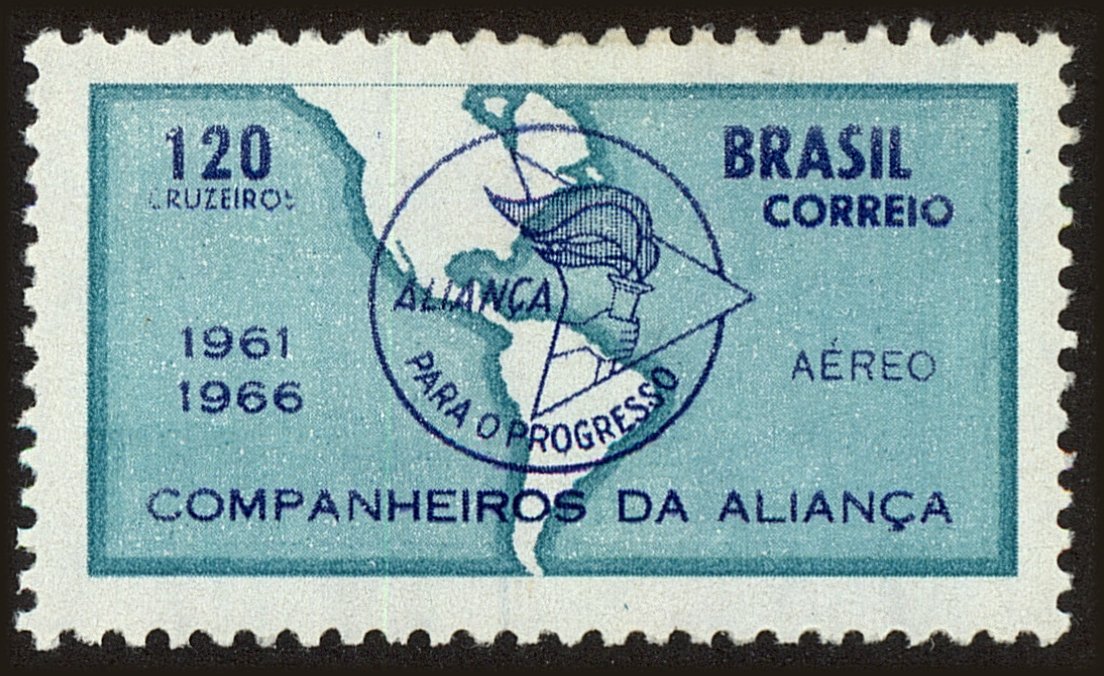 120
CRUZEIROS
BRASIL
CORREIO
1961
1966
ALIANÇA
PARA O PROGRESSO
AÉREO
COMPANHEIROS DA ALIANÇA